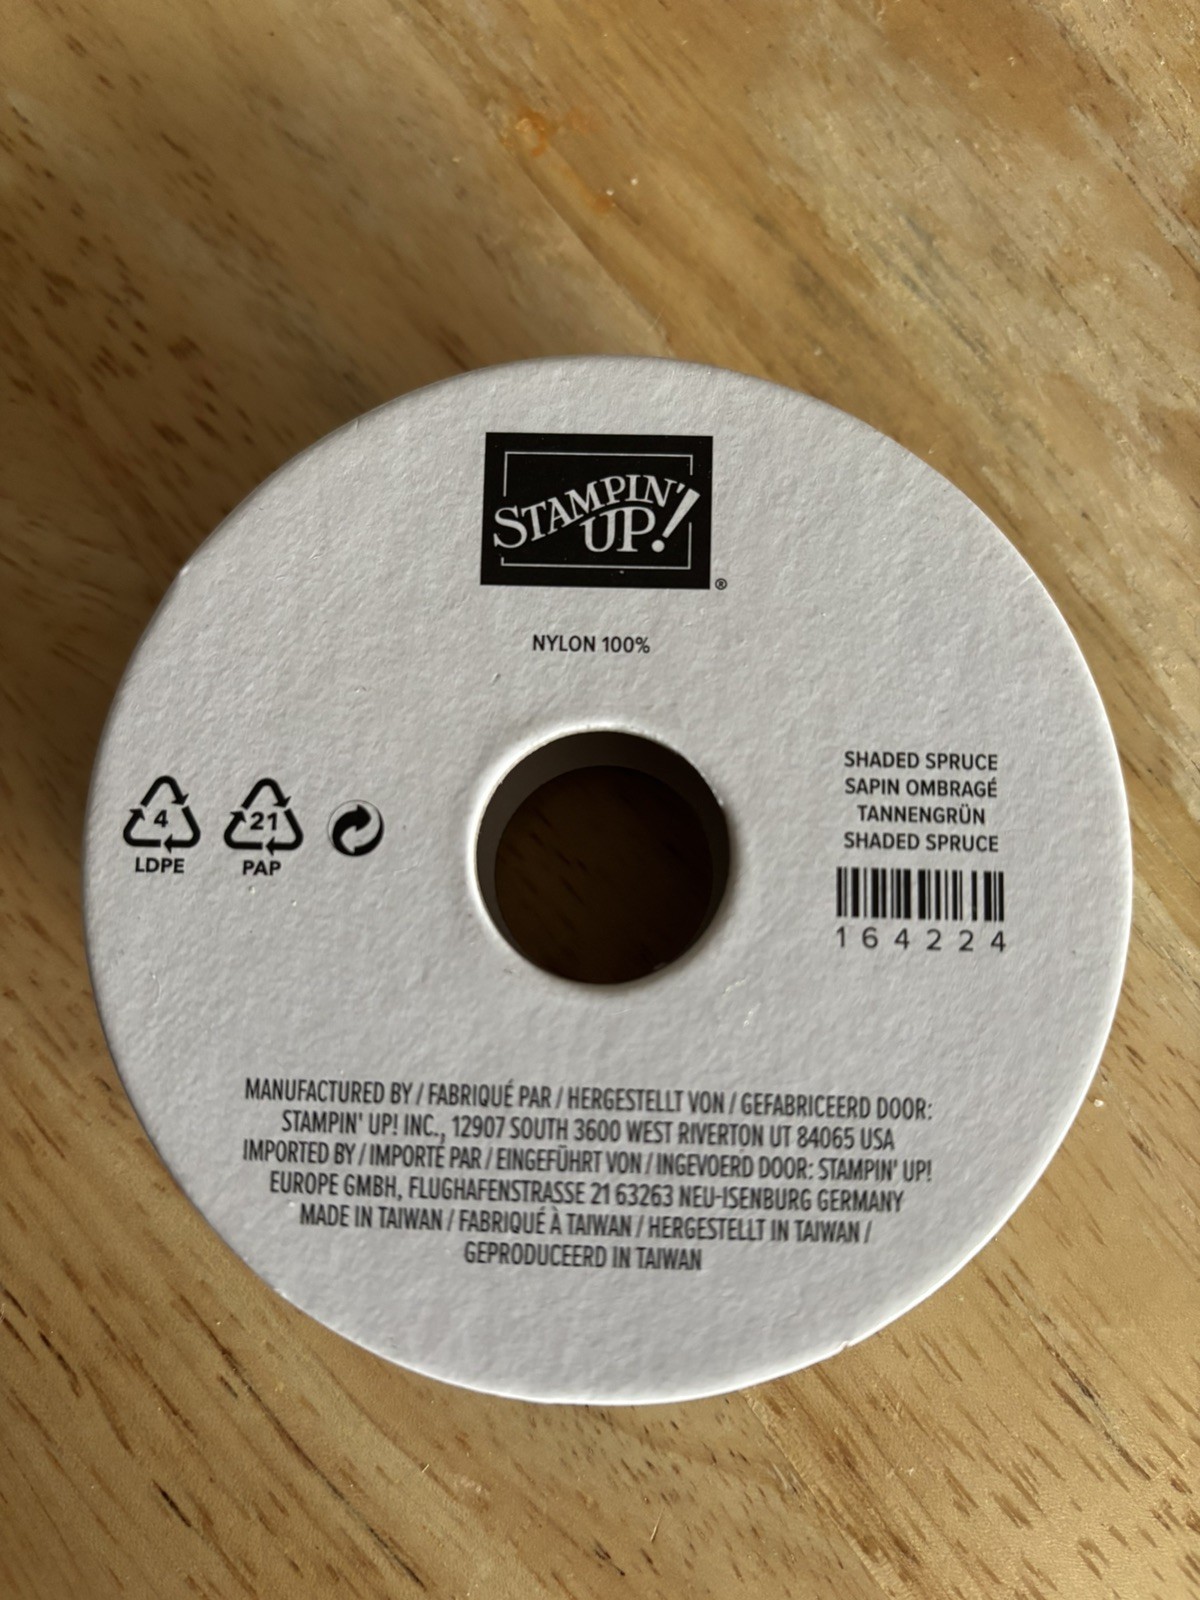 STAMPIN'
UP!
®
NYLON 100%
4
LDPE
21
PAP
SHADED SPRUCE
SAPIN OMBRAGÉ
TANNENGRÜN
SHADED SPRUCE
164224
MANUFACTURED BY / FABRIQUÉ PAR / HERGESTELLT VON / GEFABRICEERD DOOR:
STAMPIN' UP! INC., 12907 SOUTH 3600 WEST RIVERTON UT 84065 USA
IMPORTED BY / IMPORTÉ PAR / EINGEFÜHRT VON / INGEVOERD DOOR: STAMPIN' UP!
EUROPE GMBH, FLUGHAFENSTRASSE 21 63263 NEU-ISENBURG GERMANY
MADE IN TAIWAN / FABRIQUÉ À TAIWAN / HERGESTELLT IN TAIWAN /
GEPRODUCEERD IN TAIWAN